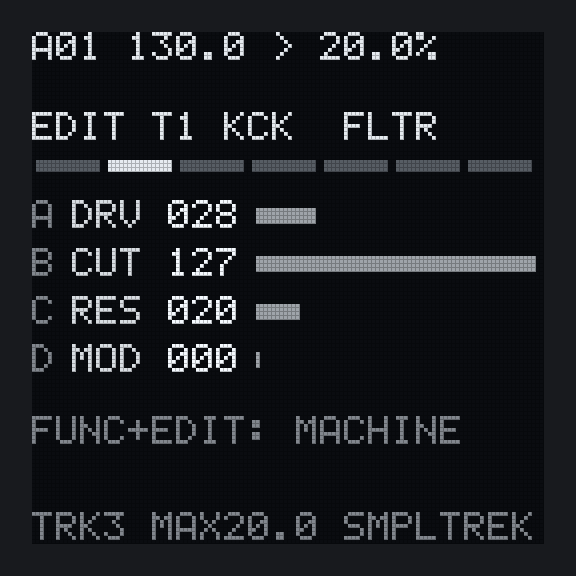 A01 130.0 > 20.0%
EDIT T1 KCK FLTR
A DRV 028
B CUT 127
C RES 020
D MOD 000
FUNC+EDIT: MACHINE
TRK3 MAX20.0 SMPLTREK